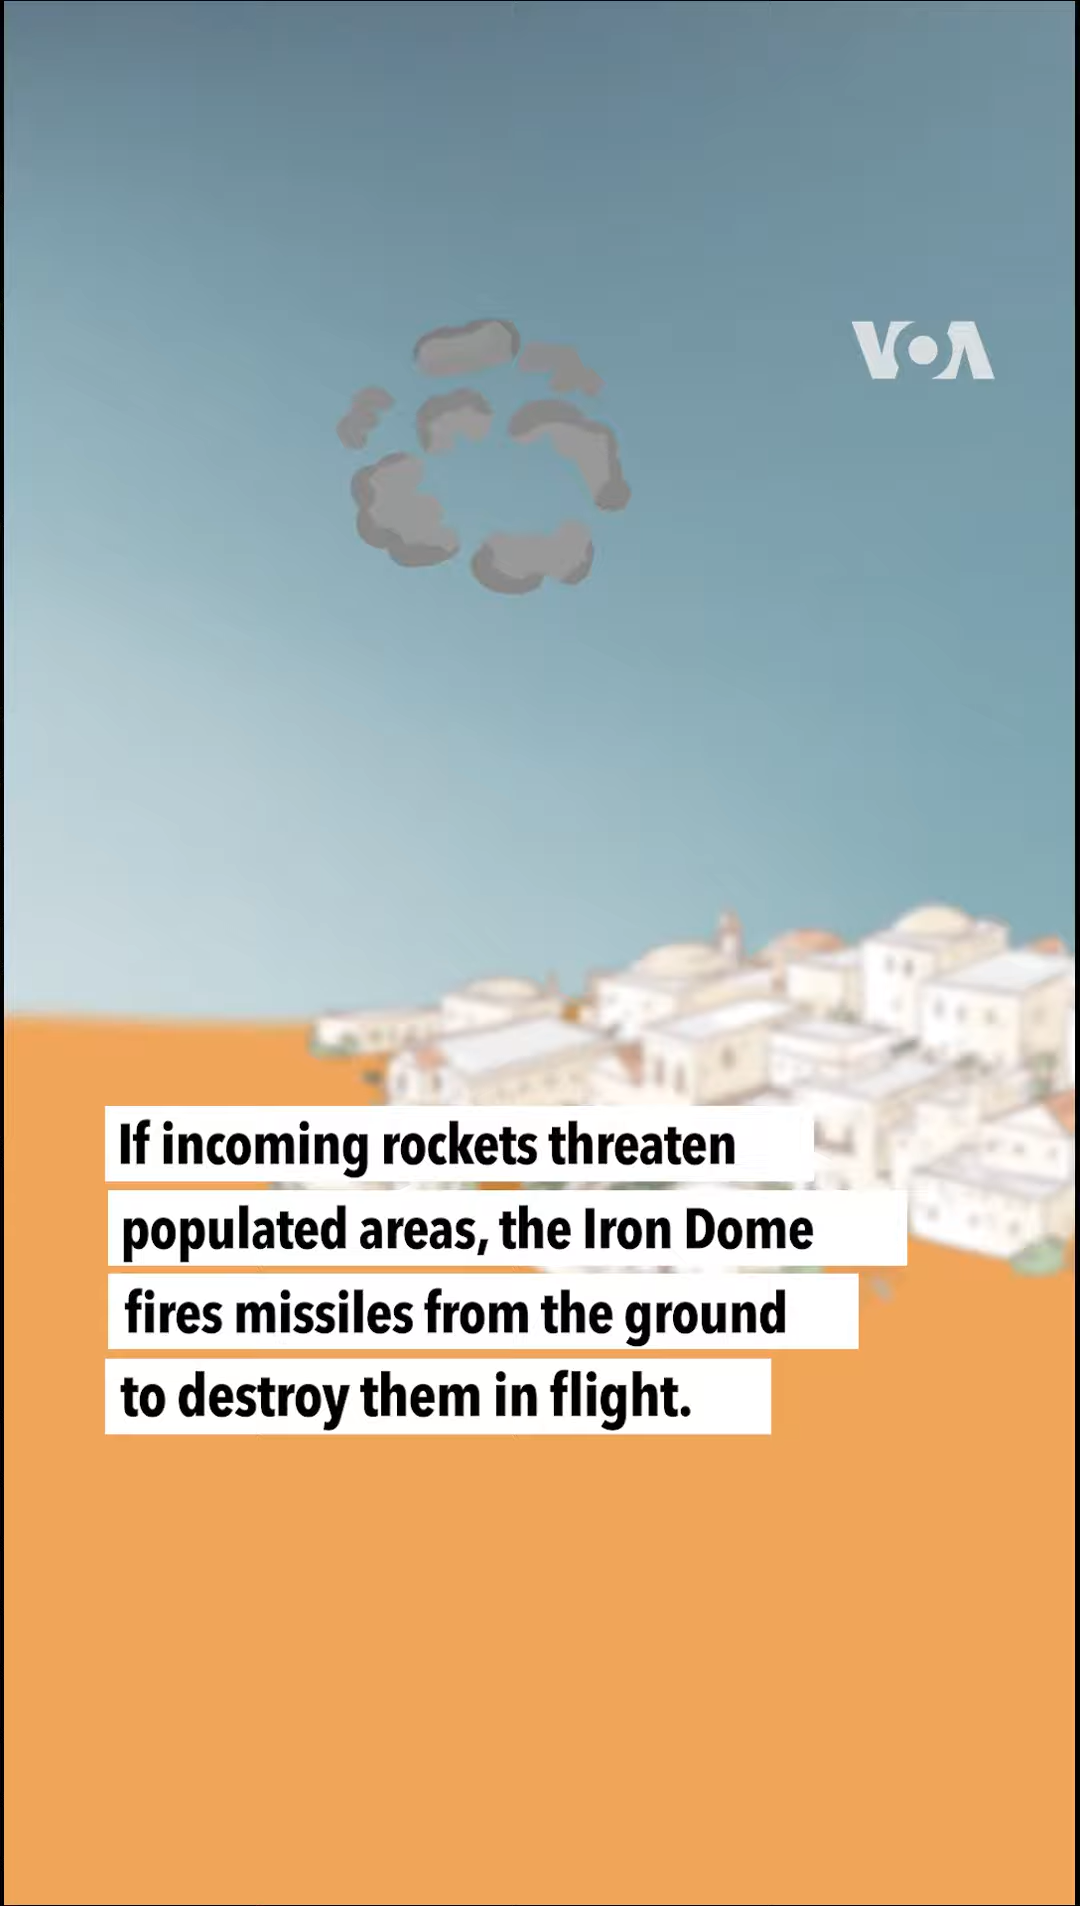 VOA
If incoming rockets threaten
populated areas, the Iron Dome
fires missiles from the ground
to destroy them in flight.